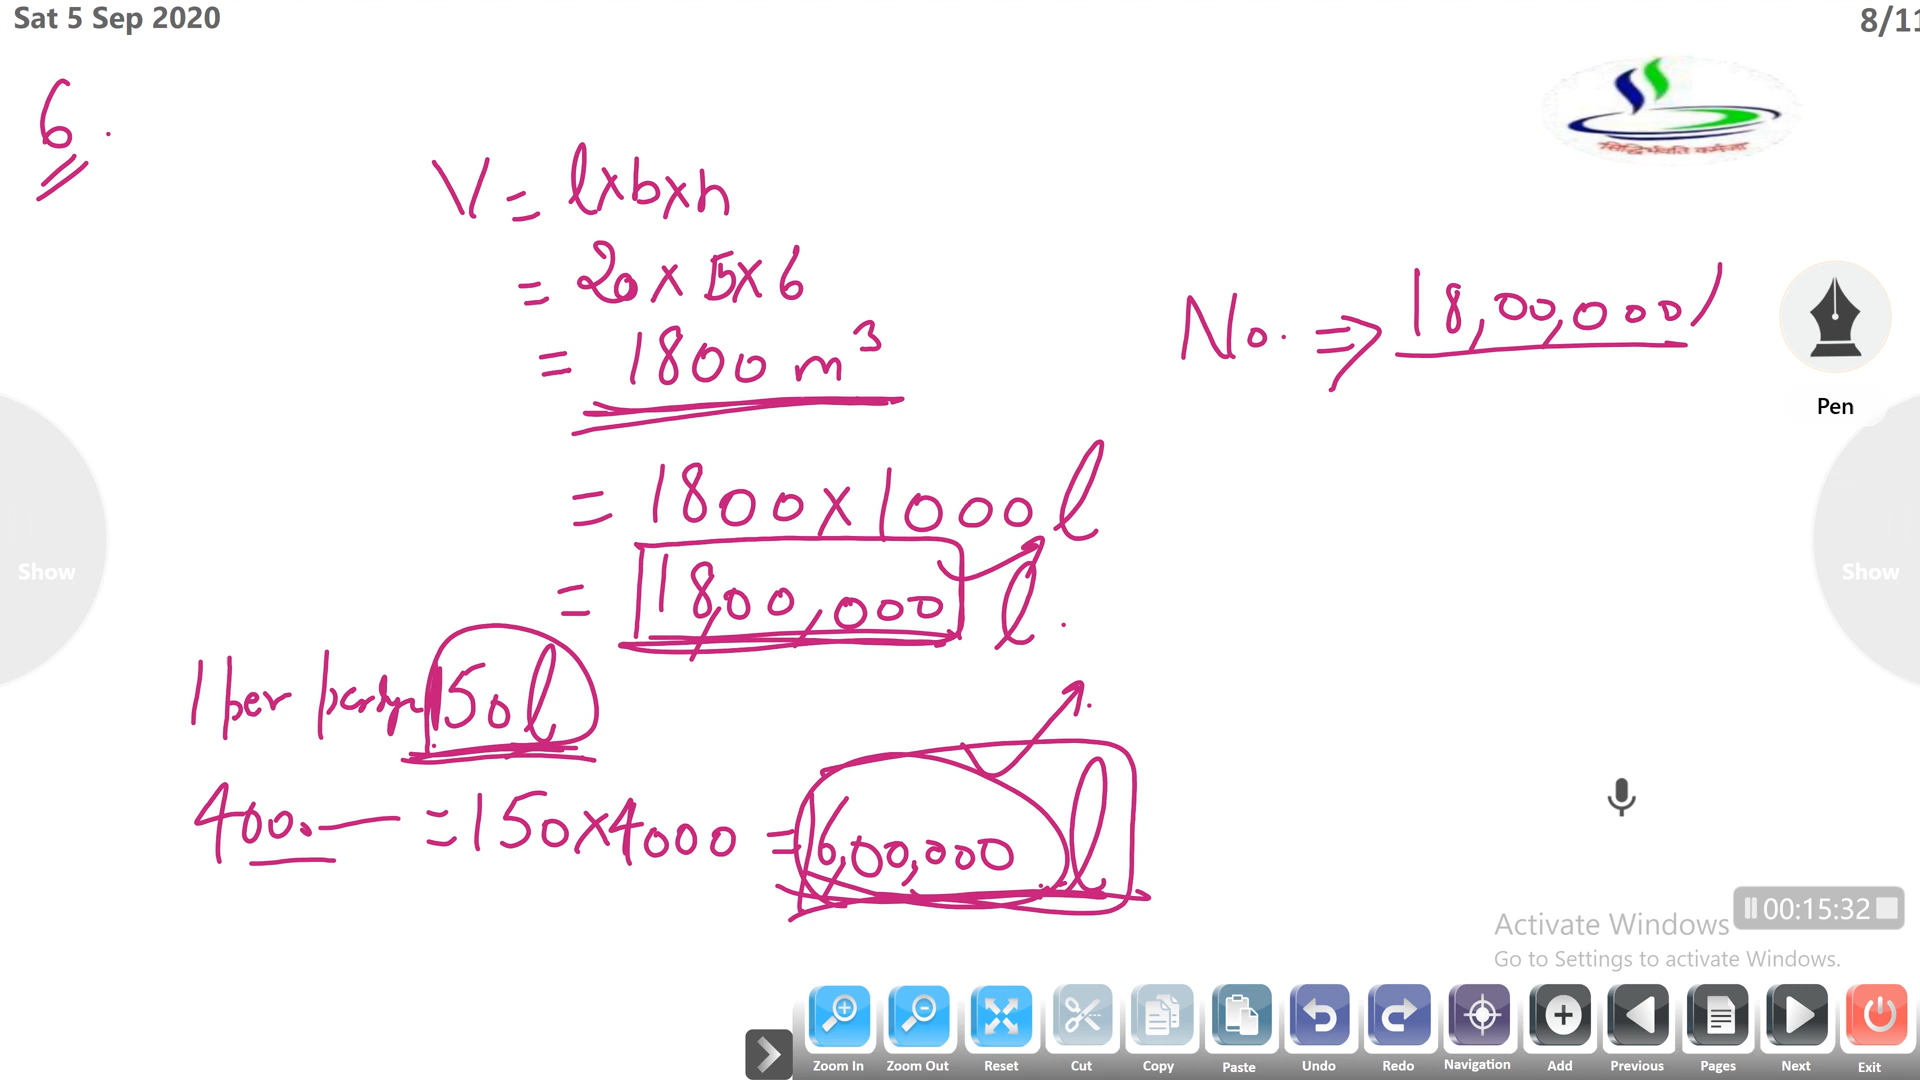 Sat 5 Sep 2020
8/11
6.
V = l×b×h
= 20 × 15 × 6
= 1800 m³
= 1800×1000 l
= 18,00,000 l.
No. ⇒ 18,00,000 /
1 per 150 l
= 150×4000 = 6,00,000 l
सिद्धिर्भवति कर्मजा
Pen
Show
Show
00:15:32
Activate Windows
Go to Settings to activate Windows.
Zoom In Zoom Out Reset Cut Copy Paste Undo Redo Navigation Add Previous Pages Next Exit